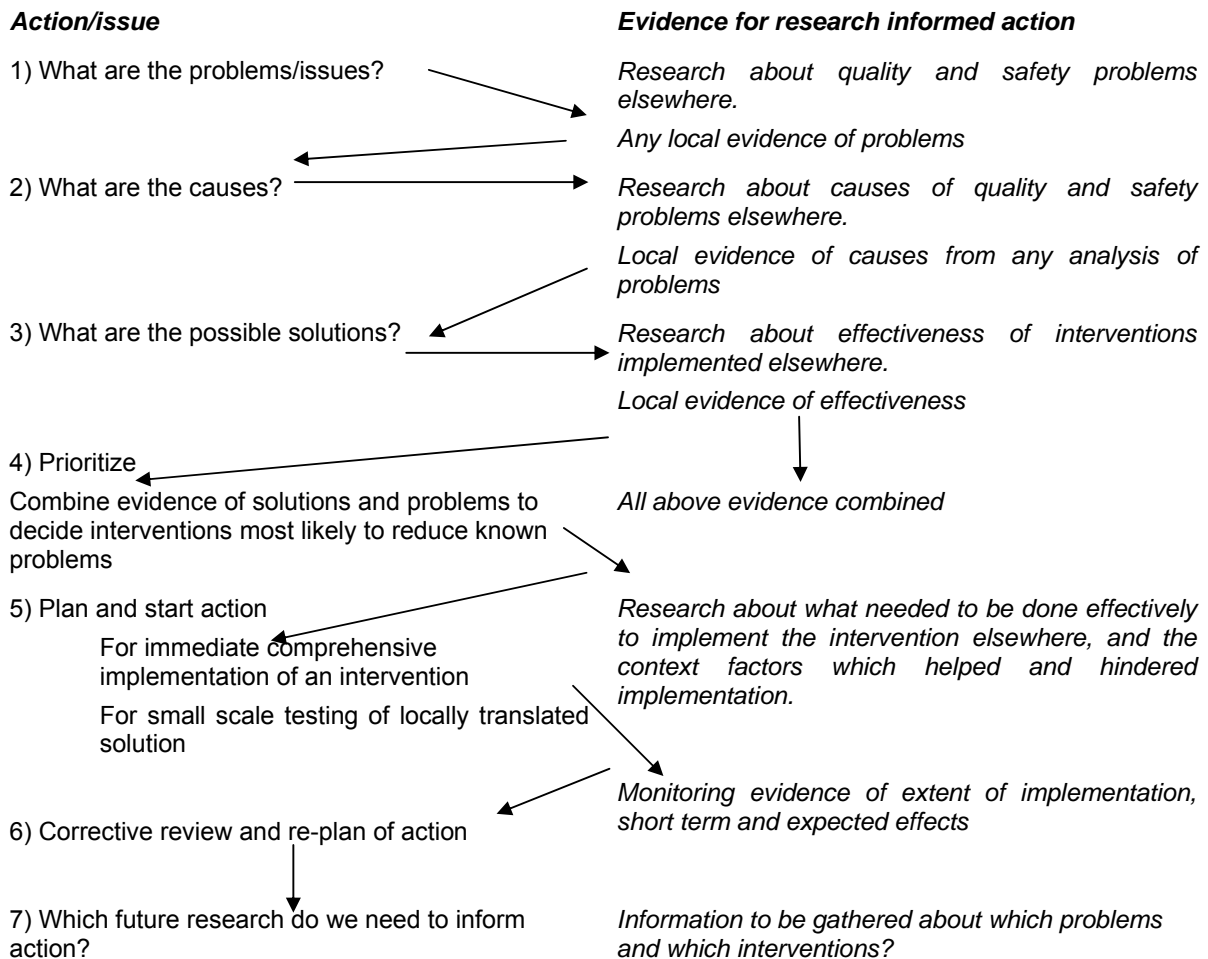 Action/issue
Evidence for research informed action
1) What are the problems/issues?
Research about quality and safety problems
elsewhere.
Any local evidence of problems
2) What are the causes?
Research about causes of quality and safety
problems elsewhere.
Local evidence of causes from any analysis of
problems
3) What are the possible solutions?
Research about effectiveness of interventions
implemented elsewhere.
Local evidence of effectiveness
4) Prioritize
Combine evidence of solutions and problems to
decide interventions most likely to reduce known
problems
All above evidence combined
5) Plan and start action
For immediate comprehensive
implementation of an intervention
For small scale testing of locally translated
solution
Research about what needed to be done effectively
to implement the intervention elsewhere, and the
context factors which helped and hindered
implementation.
Monitoring evidence of extent of implementation,
short term and expected effects
6) Corrective review and re-plan of action
7) Which future research do we need to inform
action?
Information to be gathered about which problems
and which interventions?